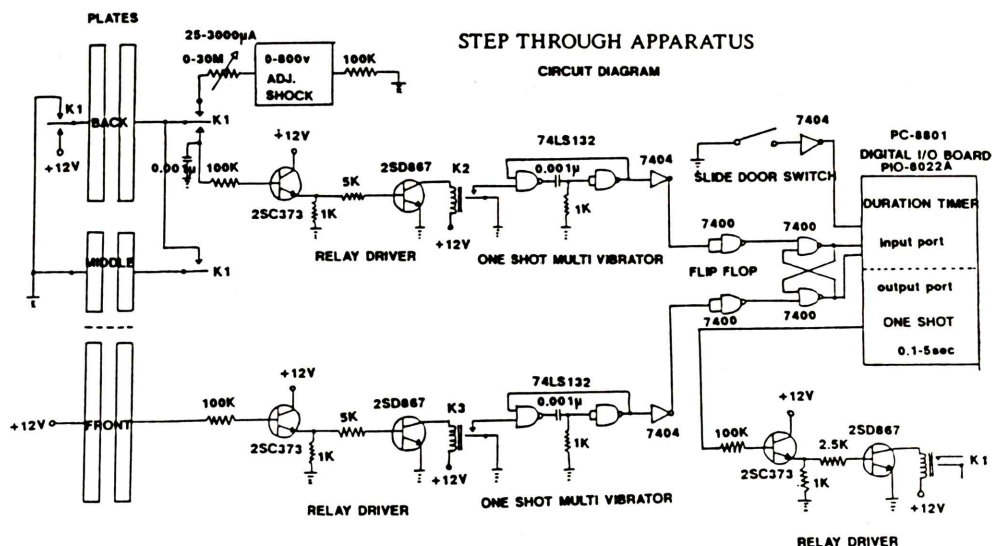 PLATES
STEP THROUGH APPARATUS
CIRCUIT DIAGRAM
25-3000μA
0-30M
0-800v
ADJ.
SHOCK
100K
K1
BACK
K1
+12V
0.001μ
100K
+12V
2SC373
1K
5K
2SD867
K2
+12V
RELAY DRIVER
74LS132
0.001μ
1K
7404
ONE SHOT MULTI VIBRATOR
7404
SLIDE DOOR SWITCH
PC-8801
DIGITAL I/O BOARD
PIO-8022A
DURATION TIMER
input port
output port
ONE SHOT
0.1-5sec
7400
7400
FLIP FLOP
7400
7400
MIDDLE
K1
+12V
FRONT
100K
+12V
2SC373
1K
5K
2SD867
K3
+12V
RELAY DRIVER
74LS132
0.001μ
1K
7404
ONE SHOT MULTI VIBRATOR
100K
+12V
2SC373
1K
2.5K
2SD867
K1
+12V
RELAY DRIVER